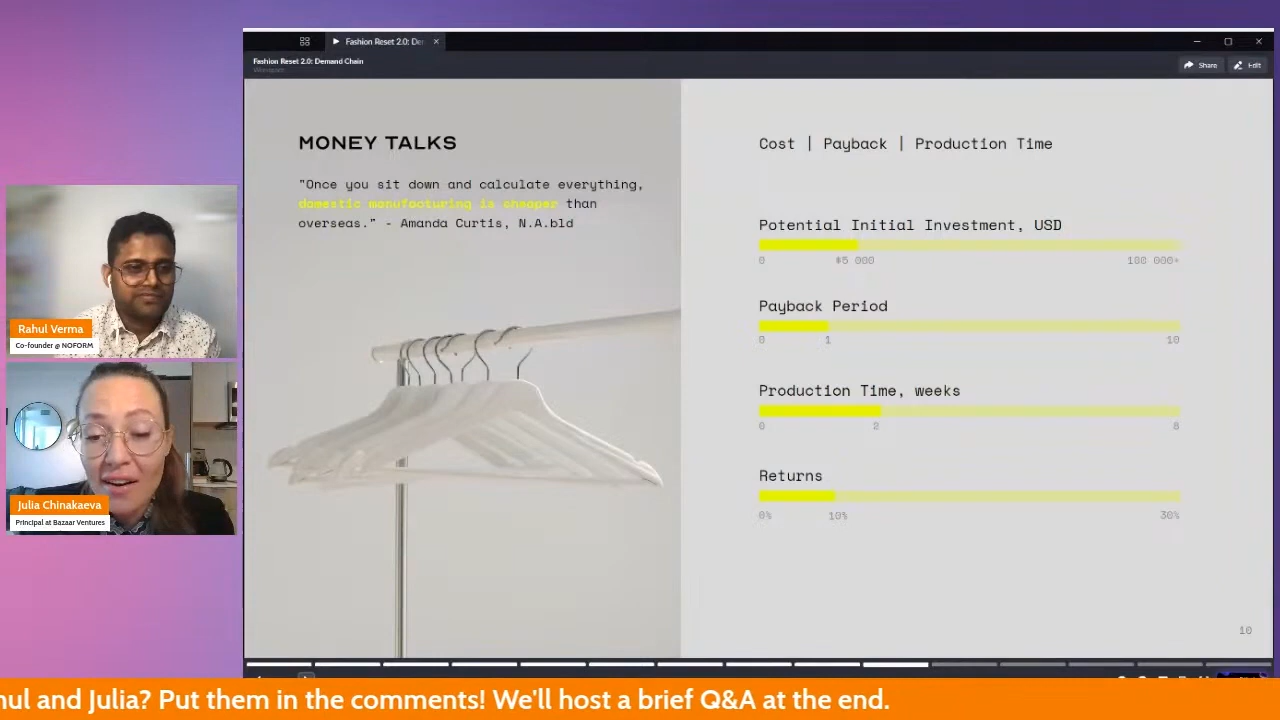 Fashion Reset 2.0: De
Fashion Reset 2.0: Demand Chain
Share
Edit
MONEY TALKS
"Once you sit down and calculate everything,
domestic manufacturing is cheaper than
overseas." - Amanda Curtis, N.A.bld
Cost | Payback | Production Time
Potential Initial Investment, USD
0 $5 000 100 000+
Payback Period
0 1 10
Production Time, weeks
0 2 6
Returns
0% 10% 30%
10
Rahul Verma
Co-founder @ NOFORM
Julia Chinakaeva
Principal at Bazaar Ventures
and Julia? Put them in the comments! We'll host a brief Q&A at the end.